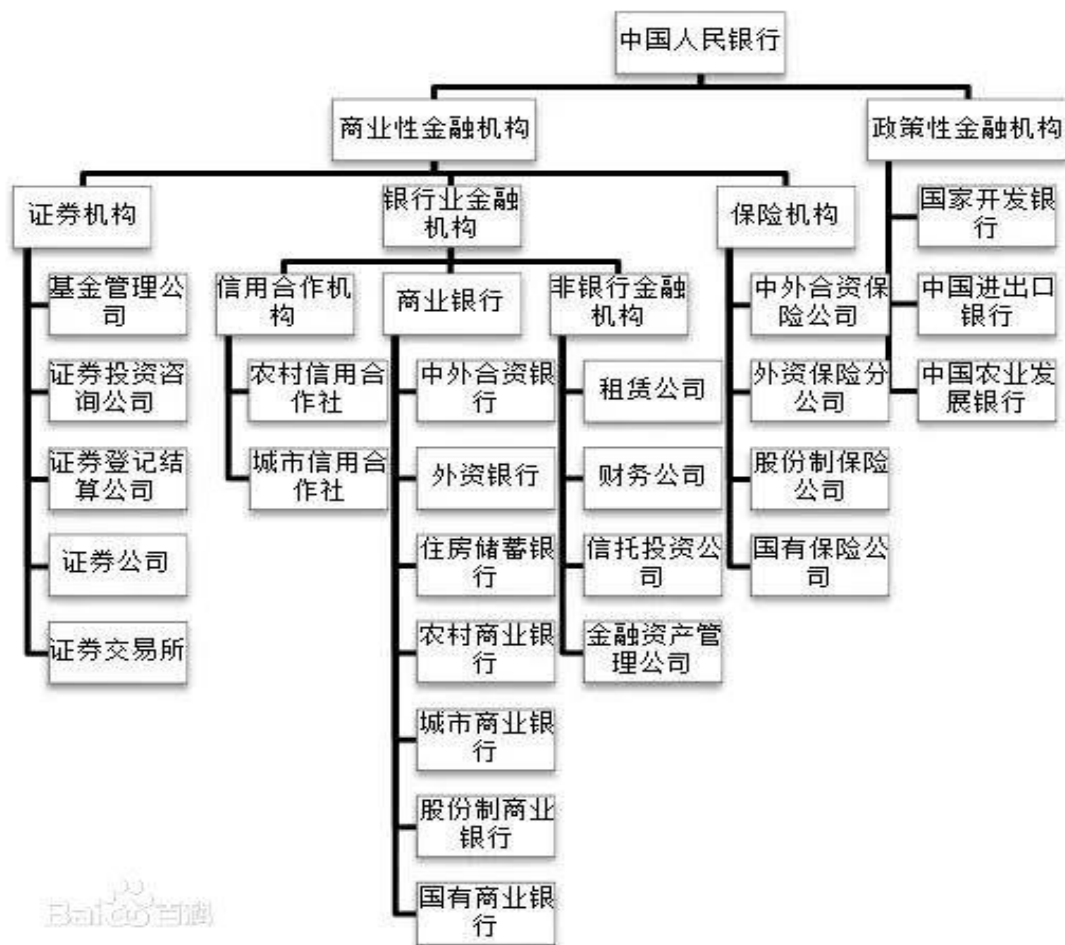 中国人民银行
商业性金融机构
政策性金融机构
证券机构
银行业金融
机构
保险机构
国家开发银
行
基金管理公
司
信用合作机
构
商业银行
非银行金融
机构
中外合资保
险公司
中国进出口
银行
证券投资咨
询公司
农村信用合
作社
中外合资银
行
租赁公司
外资保险分
公司
中国农业发
展银行
证券登记结
算公司
城市信用合
作社
外资银行
财务公司
股份制保险
公司
证券公司
住房储蓄银
行
信托投资公
司
国有保险公
司
证券交易所
农村商业银
行
金融资产管
理公司
城市商业银
行
股份制商业
银行
国有商业银
行
Baidu百科